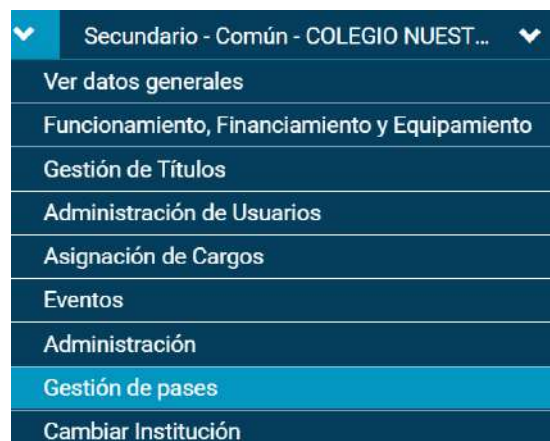 Secundario - Común - COLEGIO NUEST...
Ver datos generales
Funcionamiento, Financiamiento y Equipamiento
Gestión de Títulos
Administración de Usuarios
Asignación de Cargos
Eventos
Administración
Gestión de pases
Cambiar Institución